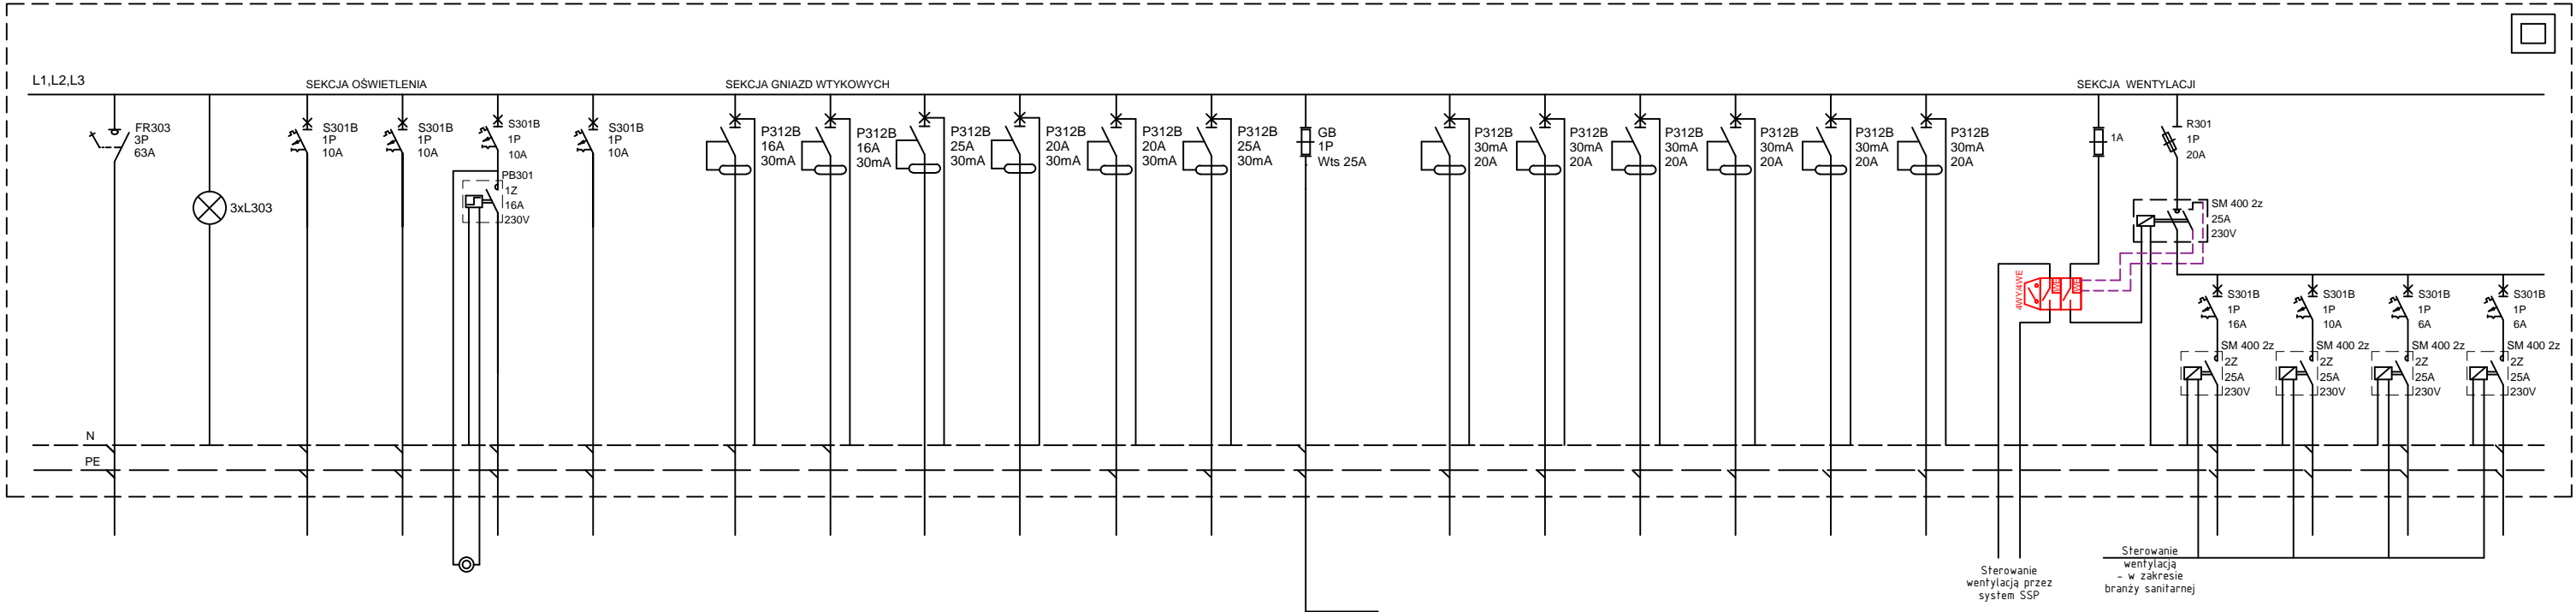 L1,L2,L3
SEKCJA OŚWIETLENIA
SEKCJA GNIAZD WTYKOWYCH
SEKCJA WENTYLACJI
FR303
3P
63A
3xL303
S301B
1P
10A
S301B
1P
10A
S301B
1P
10A
PB301
1Z
16A
230V
S301B
1P
10A
P312B
16A
30mA
P312B
16A
30mA
P312B
25A
30mA
P312B
20A
30mA
P312B
20A
30mA
P312B
25A
30mA
GB
1P
Wts 25A
P312B
30mA
20A
P312B
30mA
20A
P312B
30mA
20A
P312B
30mA
20A
P312B
30mA
20A
P312B
30mA
20A
1A
R301
1P
20A
SM 400 2z
25A
230V
4WY/4WE
WE
WE
S301B
1P
16A
SM 400 2z
2Z
25A
230V
S301B
1P
10A
SM 400 2z
2Z
25A
230V
S301B
1P
6A
SM 400 2z
2Z
25A
230V
S301B
1P
6A
SM 400 2z
2Z
25A
230V
N
PE
Sterowanie
wentylacją przez
system SSP
Sterowanie
wentylacją
- w zakresie
branży sanitarnej